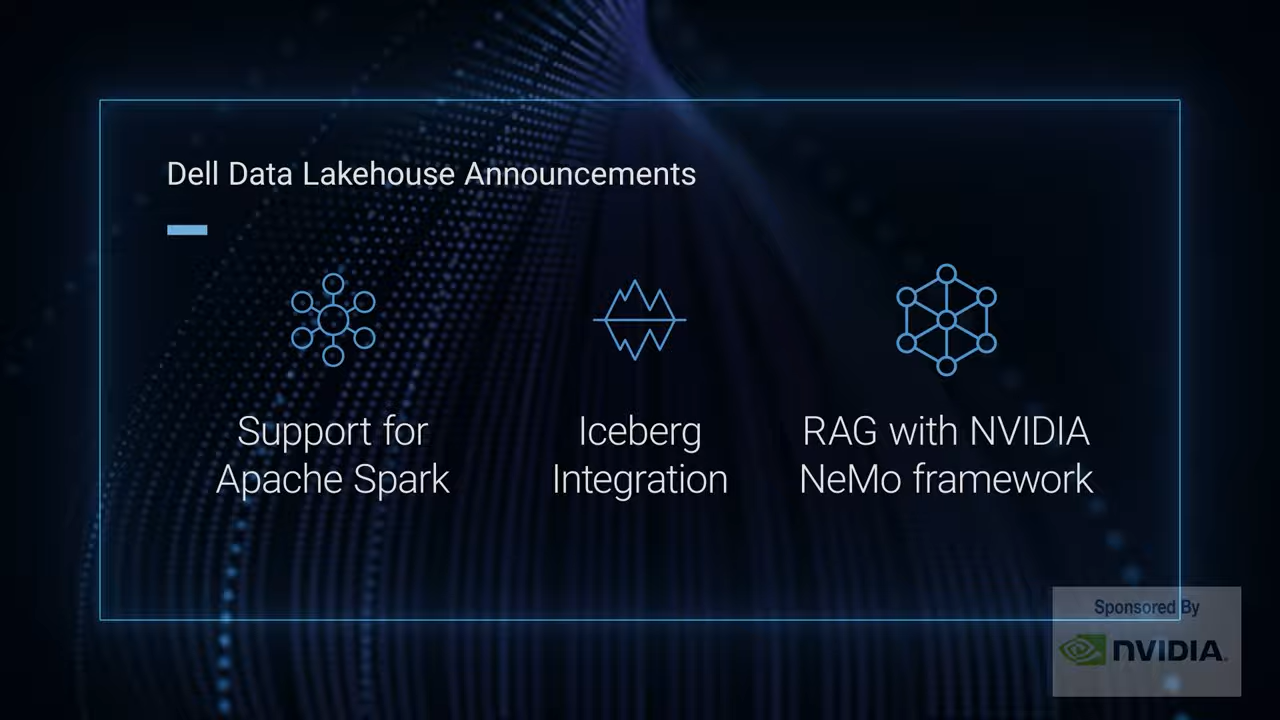 Dell Data Lakehouse Announcements
Support for
Apache Spark
Iceberg
Integration
RAG with NVIDIA
NeMo framework
Sponsored By
NVIDIA.